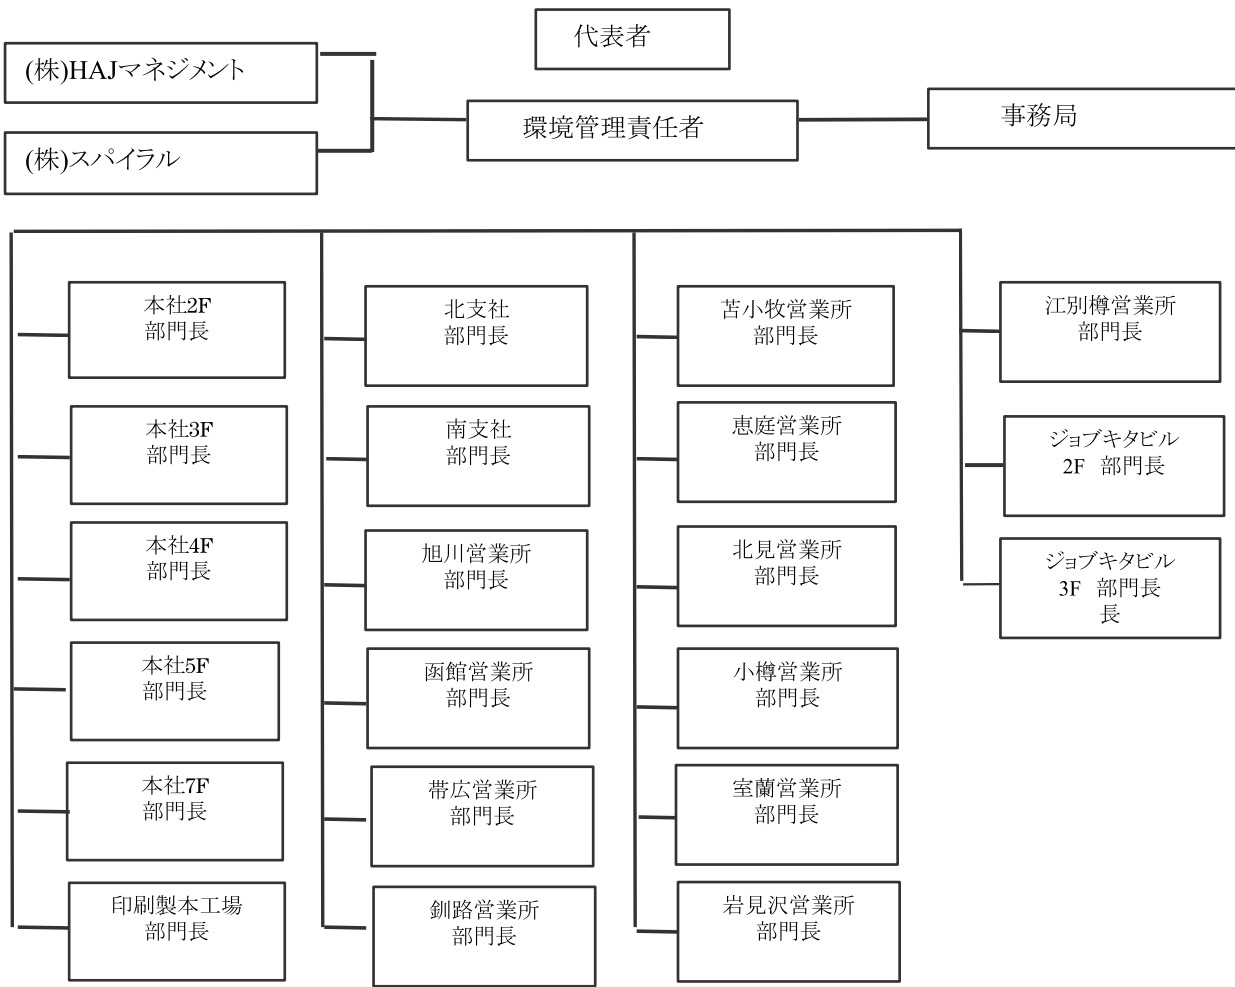 代表者
(株)HAJマネジメント
環境管理責任者
事務局
(株)スパイラル
本社2F
部門長
本社3F
部門長
本社4F
部門長
本社5F
部門長
本社7F
部門長
印刷製本工場
部門長
北支社
部門長
南支社
部門長
旭川営業所
部門長
函館営業所
部門長
帯広営業所
部門長
釧路営業所
部門長
苫小牧営業所
部門長
恵庭営業所
部門長
北見営業所
部門長
小樽営業所
部門長
室蘭営業所
部門長
岩見沢営業所
部門長
江別樽営業所
部門長
ジョブキタビル
2F 部門長
ジョブキタビル
3F 部門長
長